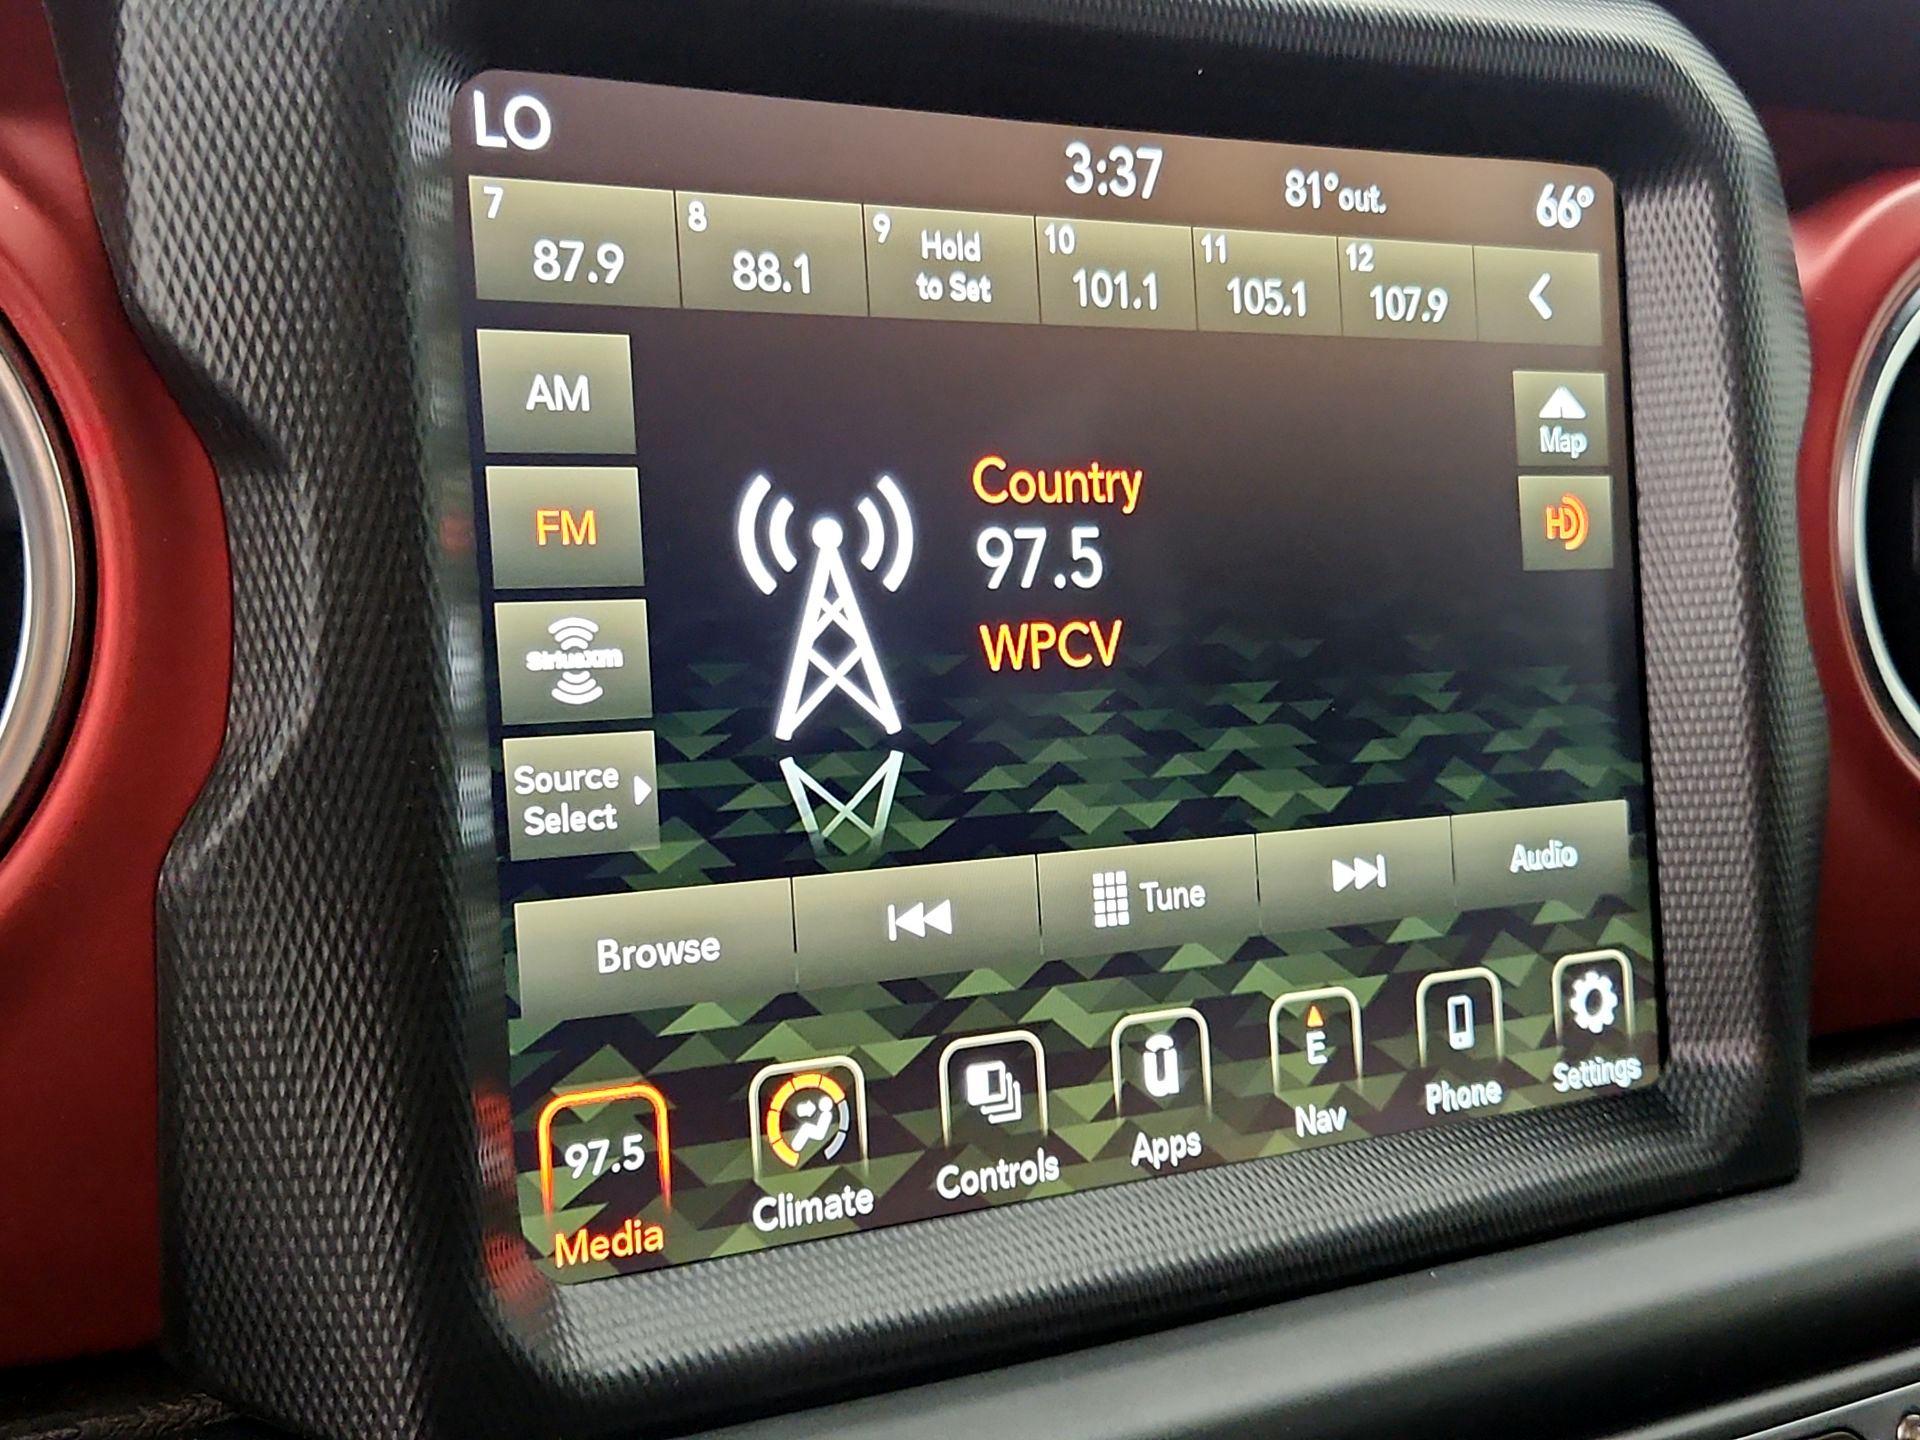 LO
3:37
81° out.
66°
7
87.9
8
88.1
9
Hold
to Set
10
101.1
11
105.1
12
107.9
AM
FM
SiriusXM
Source
Select
Country
97.5
WPCV
Map
HD
Browse
Tune
Audio
97.5
Media
Climate
Controls
Apps
E
Nav
Phone
Settings